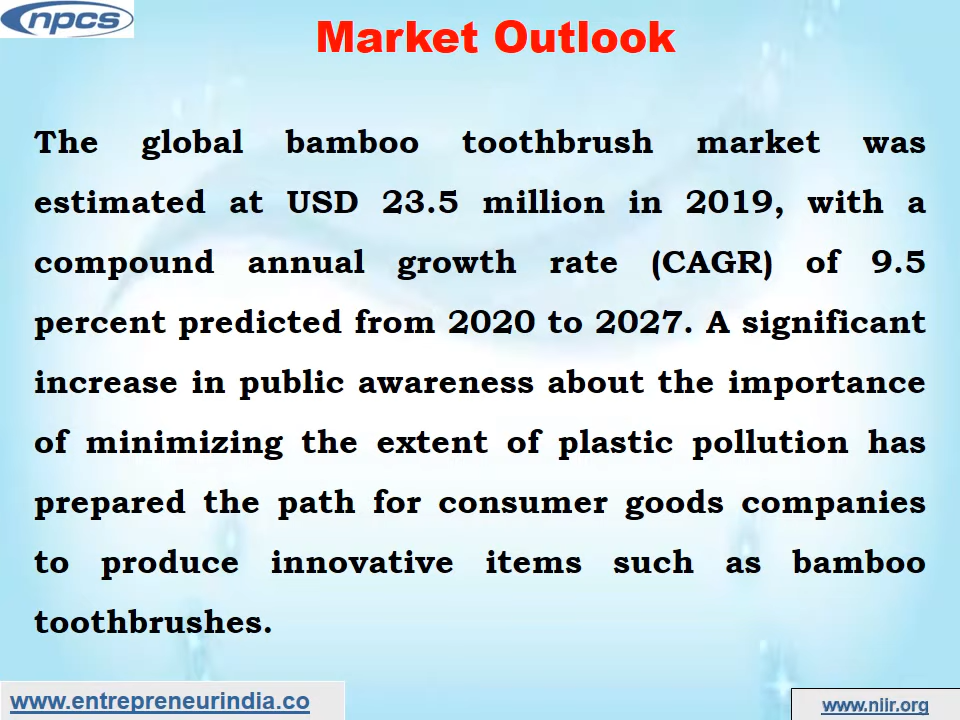 npcs
Market Outlook
The global bamboo toothbrush market was
estimated at USD 23.5 million in 2019, with a
compound annual growth rate (CAGR) of 9.5
percent predicted from 2020 to 2027. A significant
increase in public awareness about the importance
of minimizing the extent of plastic pollution has
prepared the path for consumer goods companies
to produce innovative items such as bamboo
toothbrushes.
www.entrepreneurindia.co
www.niir.org